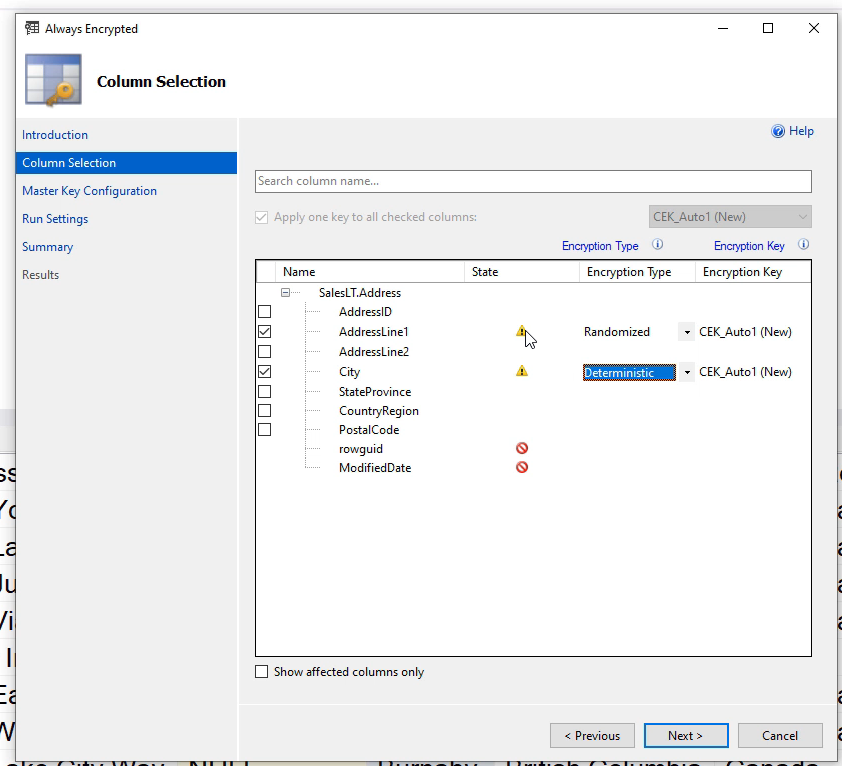 Always Encrypted
Column Selection
Introduction
Column Selection
Master Key Configuration
Run Settings
Summary
Results
Help
Search column name...
Apply one key to all checked columns:
CEK_Auto1 (New)
Encryption Type
Encryption Key
Name State Encryption Type Encryption Key
SalesLT.Address
AddressID
AddressLine1 Randomized CEK_Auto1 (New)
AddressLine2
City Deterministic CEK_Auto1 (New)
StateProvince
CountryRegion
PostalCode
rowguid
ModifiedDate
Show affected columns only
< Previous Next > Cancel